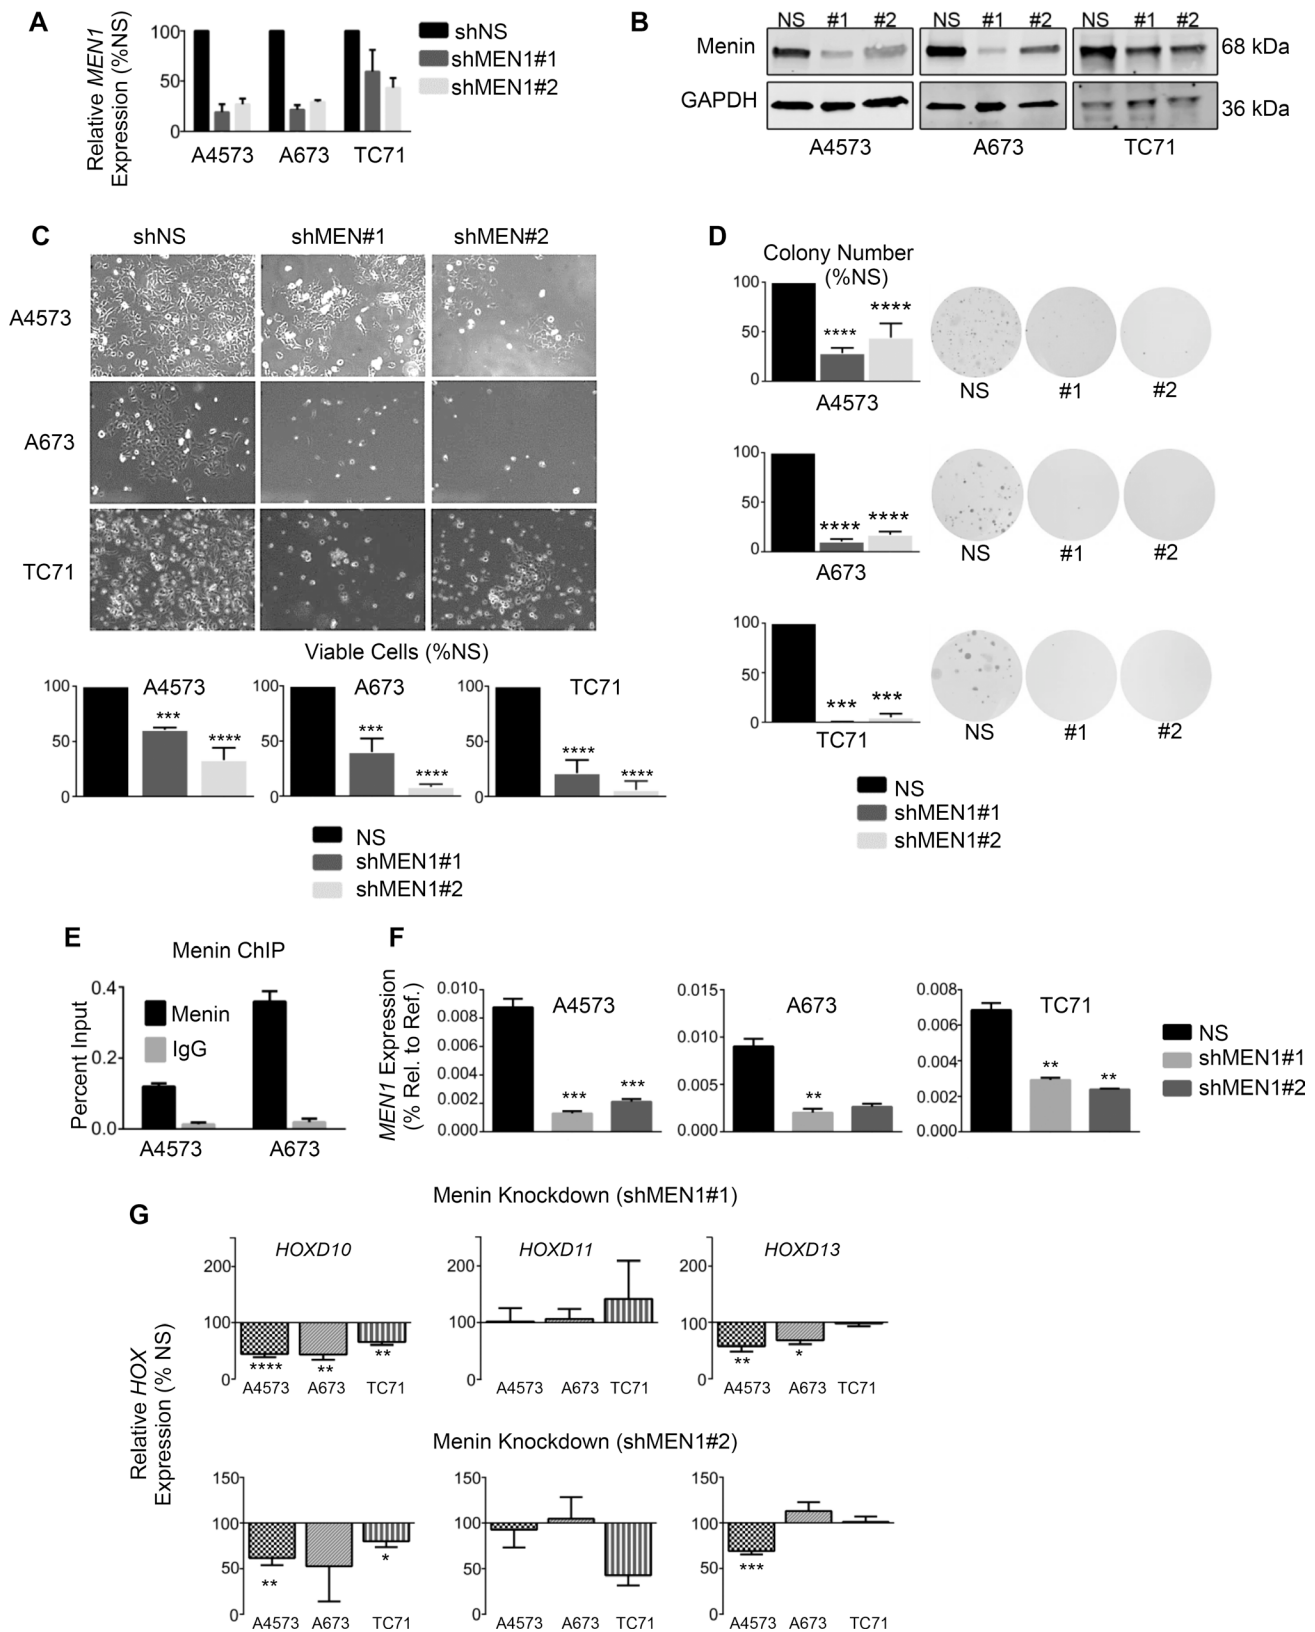 A
Relative MEN1
Expression (%NS)
100
50
0
A4573
A673
TC71
shNS
shMEN1#1
shMEN1#2
B
NS #1 #2 NS #1 #2 NS #1 #2
Menin
68 kDa
GAPDH
36 kDa
A4573
A673
TC71
C
shNS
shMEN#1
shMEN#2
A4573
A673
TC71
Viable Cells (%NS)
100
50
0
A4573
***
****
100
50
0
A673
***
****
100
50
0
TC71
****
****
NS
shMEN1#1
shMEN1#2
D
Colony Number
(%NS)
100
50
0
****
****
A4573
NS
#1
#2
100
50
0
****
****
A673
NS
#1
#2
100
50
0
***
***
TC71
NS
#1
#2
NS
shMEN1#1
shMEN1#2
E
Menin ChIP
Percent Input
0.4
0.2
0.0
Menin
IgG
A4573
A673
F
MEN1 Expression
(% Rel. to Ref.)
0.010
0.008
0.006
0.004
0.002
0.000
A4573
***
***
0.015
0.010
0.005
0.000
A673
**
0.008
0.006
0.004
0.002
0.000
TC71
**
**
NS
shMEN1#1
shMEN1#2
G
Menin Knockdown (shMEN1#1)
Relative HOX
Expression (% NS)
HOXD10
200
100
0
****
**
**
A4573 A673 TC71
HOXD11
200
100
0
A4573 A673 TC71
HOXD13
200
100
0
**
*
A4573 A673 TC71
Menin Knockdown (shMEN1#2)
150
100
50
0
**
*
A4573 A673 TC71
150
100
50
0
A4573 A673 TC71
150
100
50
0
***
A4573 A673 TC71